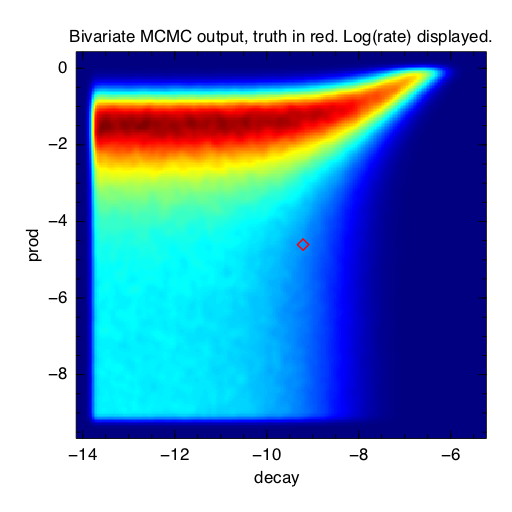 Bivariate MCMC output, truth in red. Log(rate) displayed.
0
−2
−4
−6
−8
prod
−14 −12 −10 −8 −6
decay